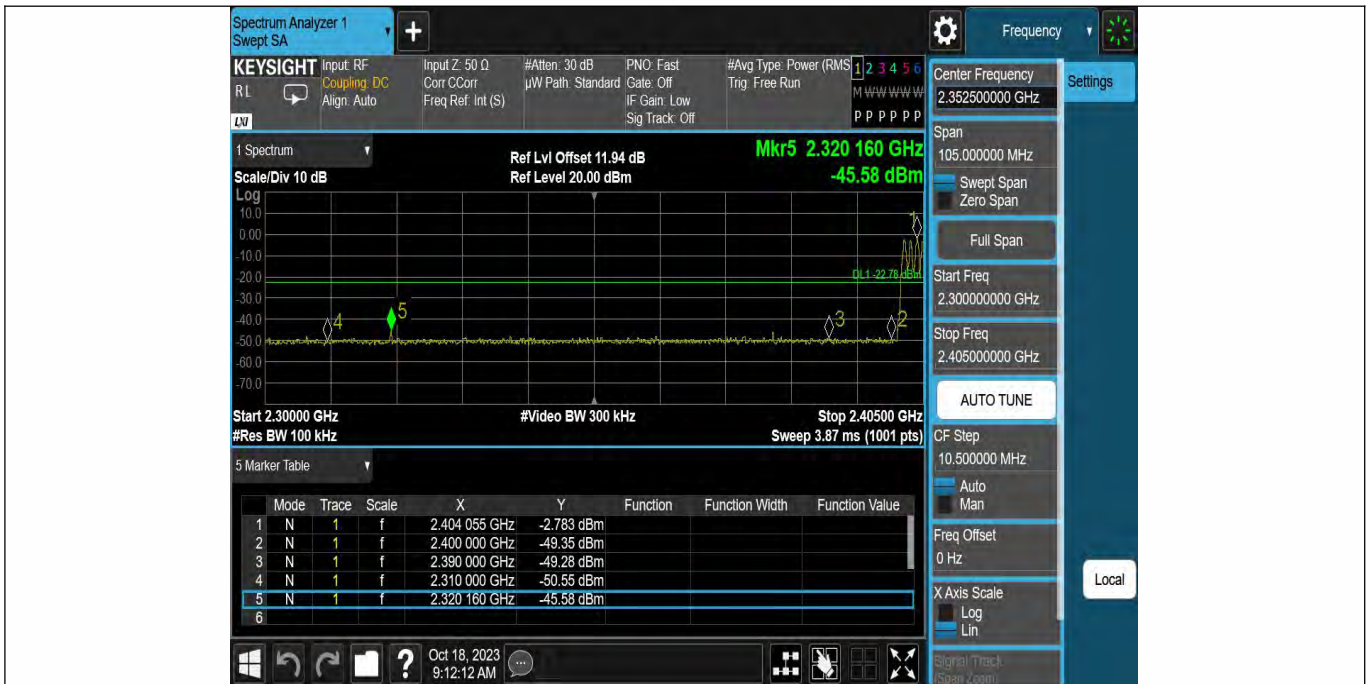 Spectrum Analyzer 1
Swept SA
+
Frequency
KEYSIGHT
RL
LXI
Input: RF
Coupling: DC
Align: Auto
Input Z: 50 Ω
Corr CCorr
Freq Ref: Int (S)
#Atten: 30 dB
µW Path: Standard
PNO: Fast
Gate: Off
IF Gain: Low
Sig Track: Off
#Avg Type: Power (RMS
Trig: Free Run
1 2 3 4 5 6
M W W W W W
P P P P P P
1 Spectrum
Scale/Div 10 dB
Ref Lvl Offset 11.94 dB
Ref Level 20.00 dBm
Mkr5 2.320 160 GHz
-45.58 dBm
Log
10.0
0.00
-10.0
-20.0
-30.0
-40.0
-50.0
-60.0
-70.0
1
DL1 -22.78 dBm
4
5
3
2
Start 2.30000 GHz
#Video BW 300 kHz
Stop 2.40500 GHz
#Res BW 100 kHz
Sweep 3.87 ms (1001 pts)
5 Marker Table
Mode Trace Scale X Y Function Function Width Function Value
1 N 1 f 2.404 055 GHz -2.783 dBm
2 N 1 f 2.400 000 GHz -49.35 dBm
3 N 1 f 2.390 000 GHz -49.28 dBm
4 N 1 f 2.310 000 GHz -50.55 dBm
5 N 1 f 2.320 160 GHz -45.58 dBm
6
?
Oct 18, 2023
9:12:12 AM
Center Frequency
2.352500000 GHz
Settings
Span
105.000000 MHz
Swept Span
Zero Span
Full Span
Start Freq
2.300000000 GHz
Stop Freq
2.405000000 GHz
AUTO TUNE
CF Step
10.500000 MHz
Auto
Man
Freq Offset
0 Hz
Local
X Axis Scale
Log
Lin
Signal Track
(Span Zoom)